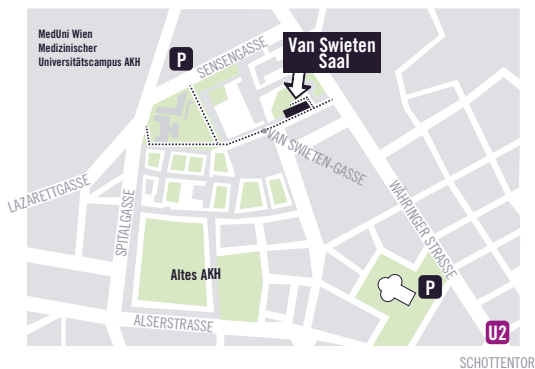 MedUni Wien
Medizinischer
Universitätscampus AKH
P
SENSENGASSE
Van Swieten
Saal
VAN SWIETEN-GASSE
LAZARETTGASSE
SPITALGASSE
WÄHRINGER STRASSE
Altes AKH
P
ALSERSTRASSE
U2
SCHOTTENTOR